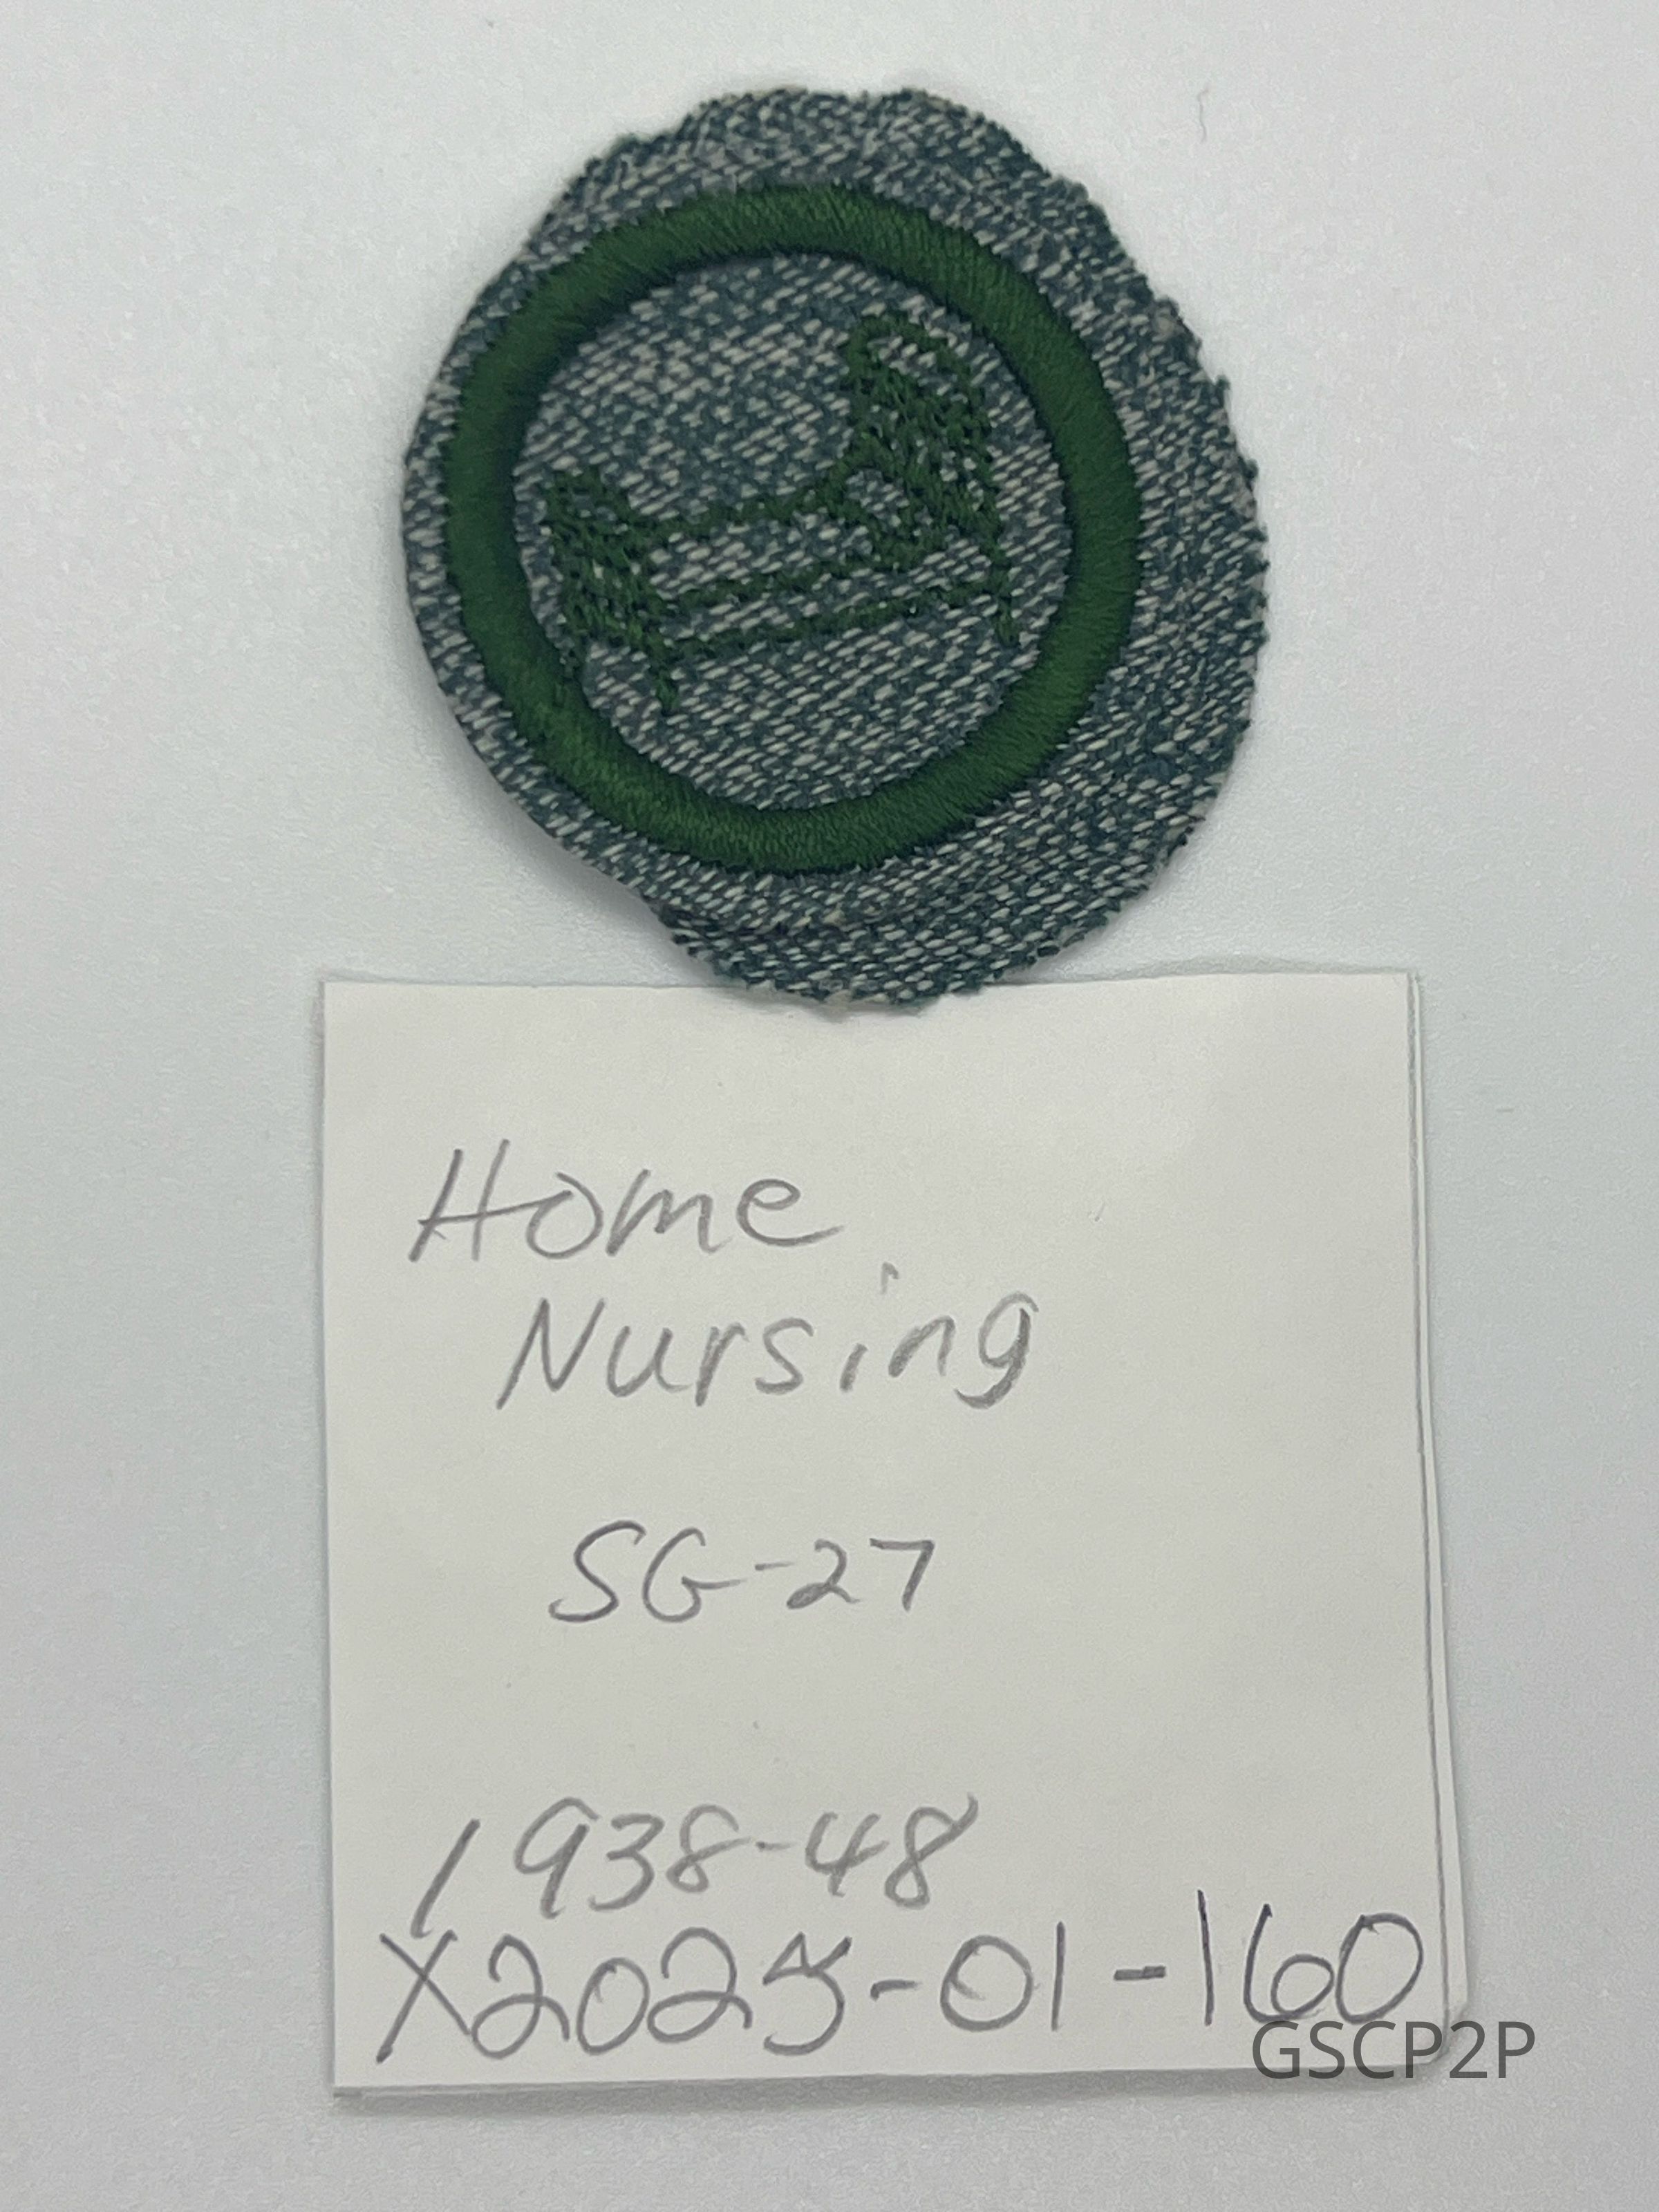 Home
Nursing
SG-27
1938-48
X2025-01-160
GSCP2P